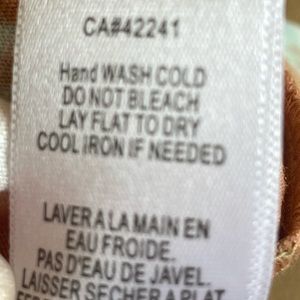 CA#42241
Hand WASH COLD
DO NOT BLEACH
LAY FLAT TO DRY
COOL IRON IF NEEDED
LAVER A LA MAIN EN
EAU FROIDE.
PAS D'EAU DE JAVEL.
LAISSER SECHER A PLAT